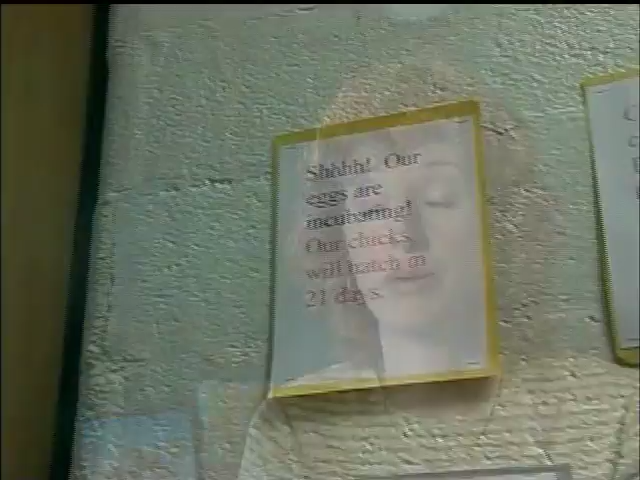 Shhhh! Our
eggs are
incubating!
Our chicks
will hatch in
21 days.